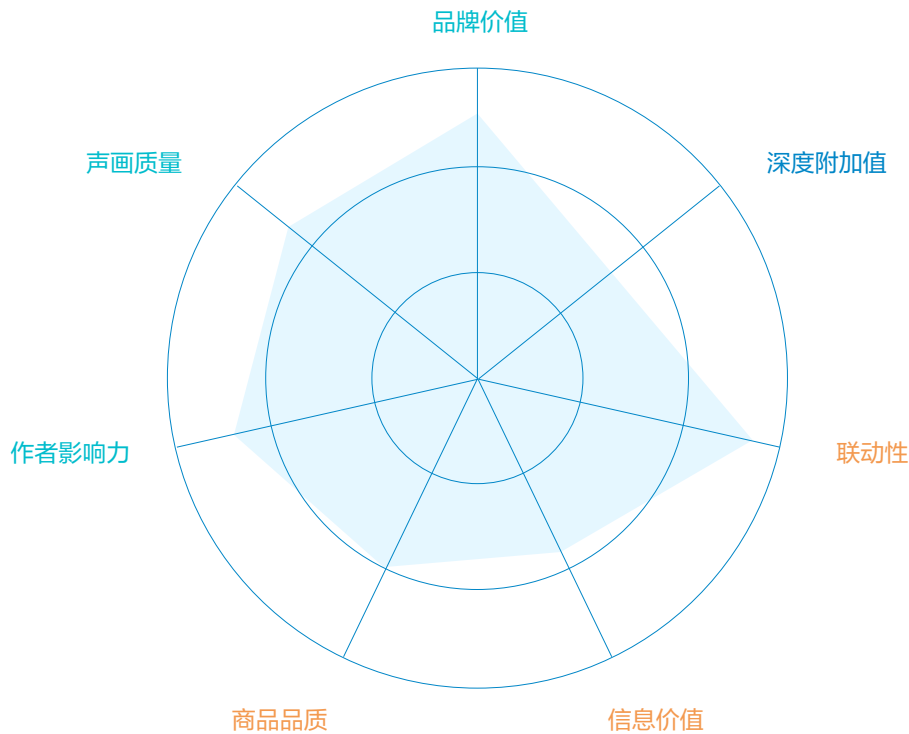 品牌价值
声画质量
深度附加值
作者影响力
联动性
商品品质
信息价值